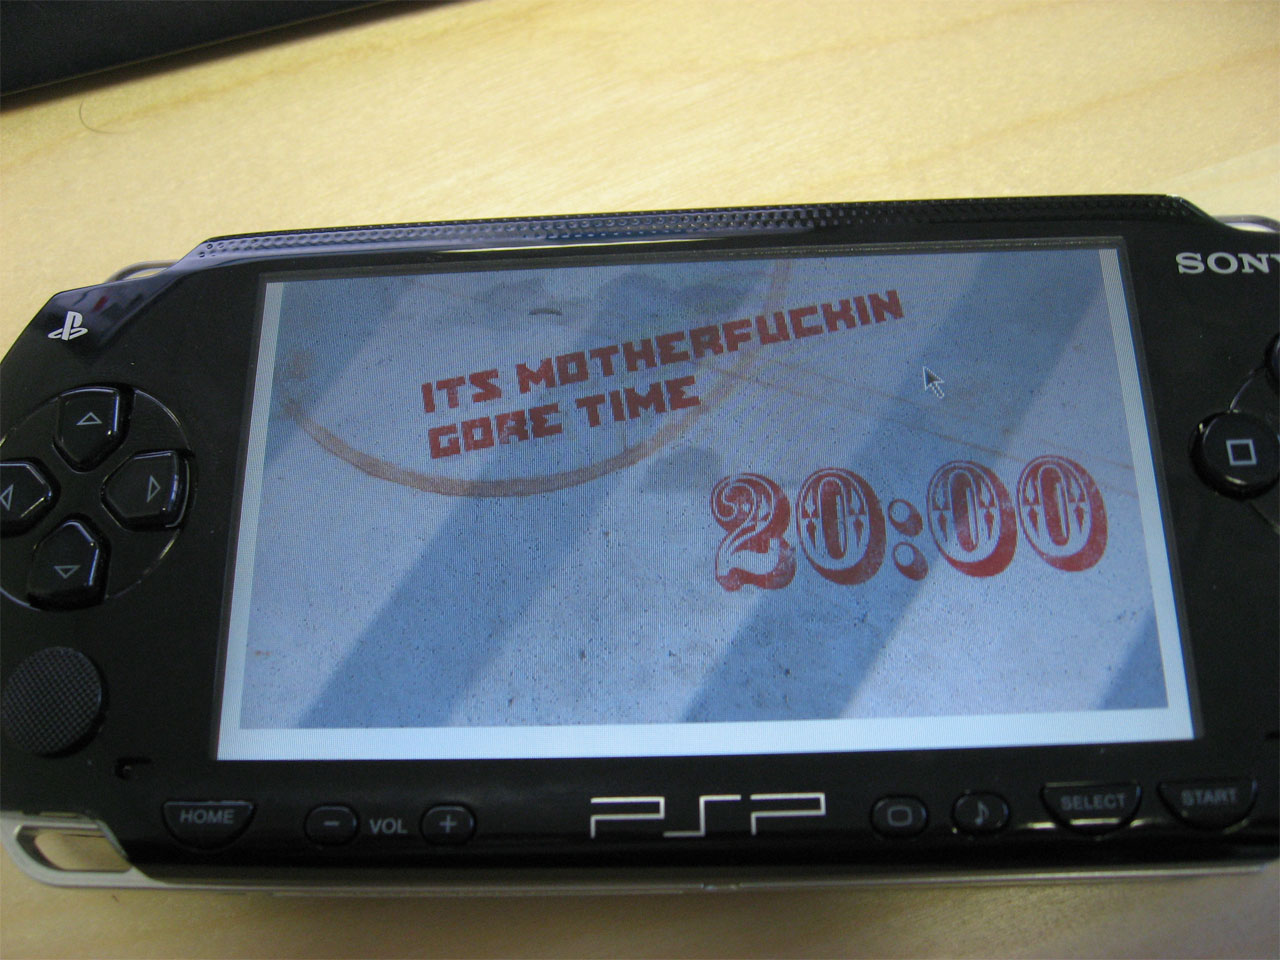 SONY
ITS MOTHERFUCKIN
GORE TIME
20:00
HOME
VOL
PSP
SELECT
START